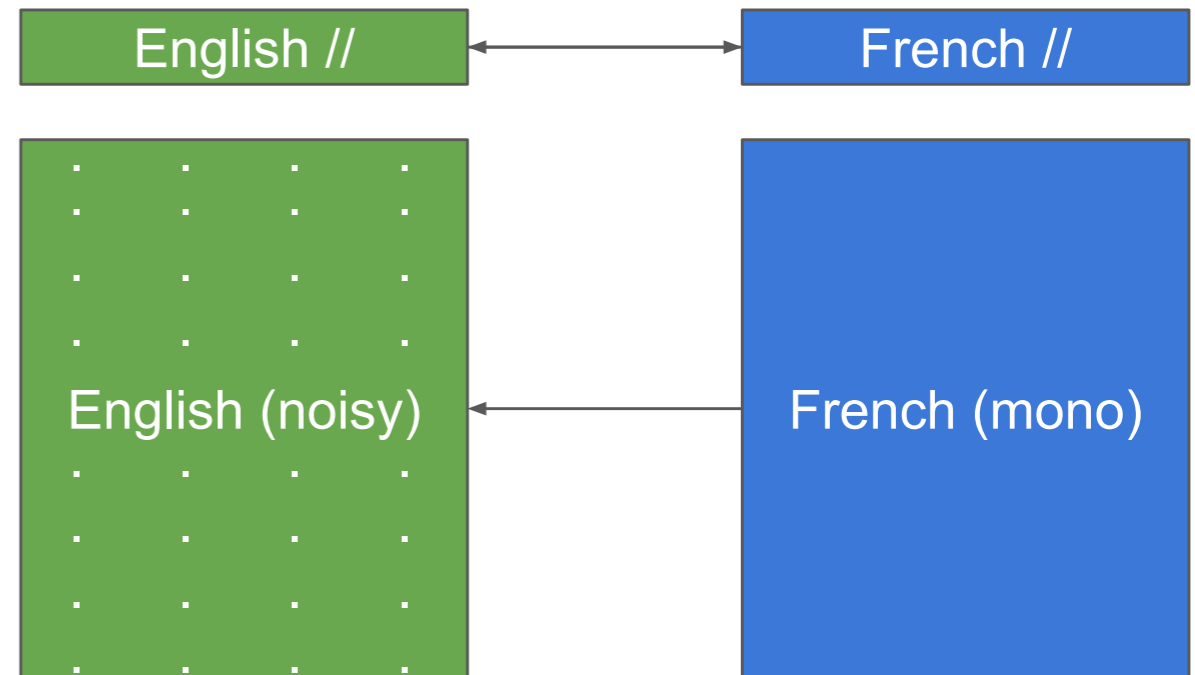 English //
French //
. . . .
. . . .
. . . .
. . . .
English (noisy)
French (mono)
. . . .
. . . .
. . . .
. . . .